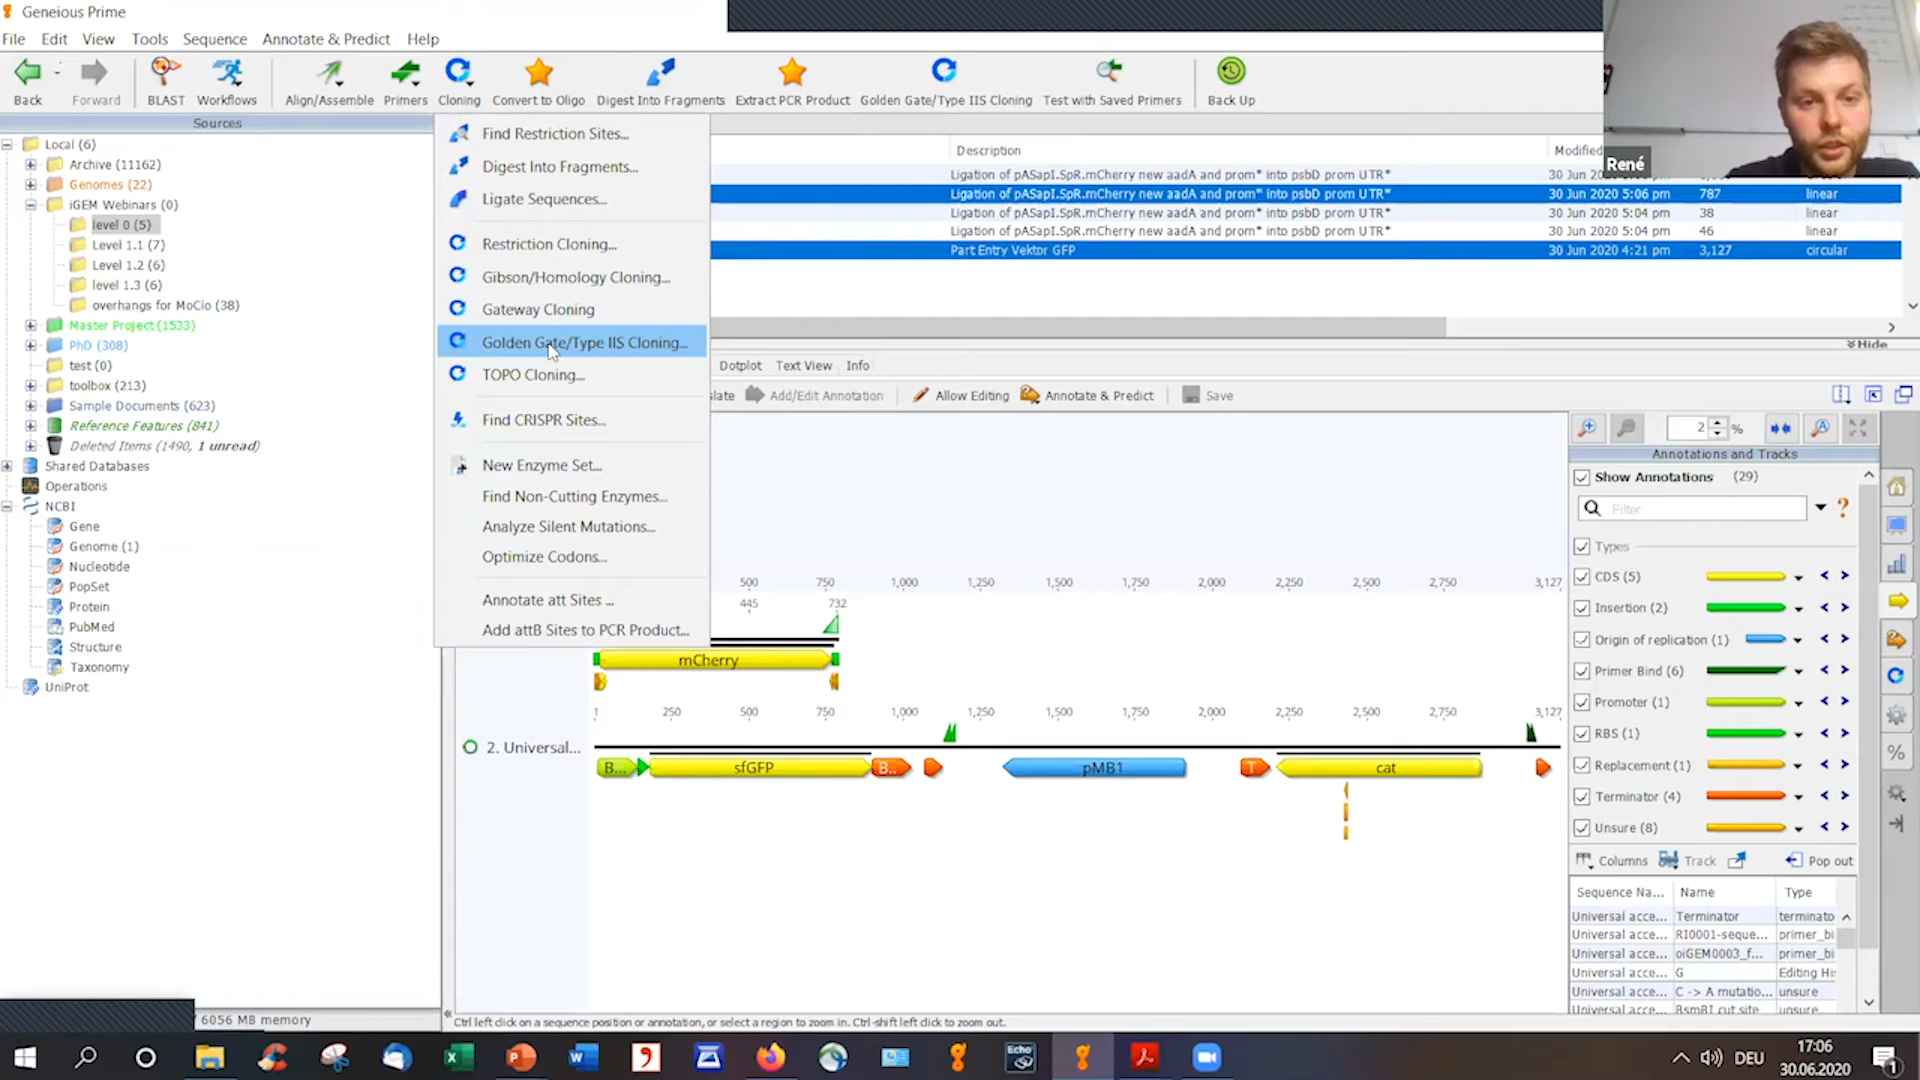 Geneious Prime
File Edit View Tools Sequence Annotate & Predict Help
Back Forward BLAST Workflows Align/Assemble Primers Cloning Convert to Oligo Digest Into Fragments Extract PCR Product Golden Gate/Type IIS Cloning Test with Saved Primers Back Up
René
Sources
Local (6)
Archive (11162)
Genomes (22)
iGEM Webinars (0)
level 0 (5)
Level 1.1 (7)
Level 1.2 (6)
level 1.3 (6)
overhangs for MoClo (38)
Master Project (1533)
PhD (308)
test (0)
toolbox (213)
Sample Documents (623)
Reference Features (841)
Deleted Items (1490, 1 unread)
Shared Databases
Operations
NCBI
Gene
Genome (1)
Nucleotide
PopSet
Protein
PubMed
Structure
Taxonomy
UniProt
6056 MB memory
Find Restriction Sites...
Digest Into Fragments...
Ligate Sequences...
Restriction Cloning...
Gibson/Homology Cloning...
Gateway Cloning
Golden Gate/Type IIS Cloning...
TOPO Cloning...
Find CRISPR Sites...
New Enzyme Set...
Find Non-Cutting Enzymes...
Analyze Silent Mutations...
Optimize Codons...
Annotate att Sites ...
Add attB Sites to PCR Product...
Description Modified
Ligation of pASapI.SpR.mCherry new aadA and prom* into psbD prom UTR*
Ligation of pASapI.SpR.mCherry new aadA and prom* into psbD prom UTR* 30 Jun 2020 5:06 pm 787 linear
Ligation of pASapI.SpR.mCherry new aadA and prom* into psbD prom UTR* 30 Jun 2020 5:04 pm 38 linear
Ligation of pASapI.SpR.mCherry new aadA and prom* into psbD prom UTR* 30 Jun 2020 5:04 pm 46 linear
Part Entry Vektor GFP 30 Jun 2020 4:21 pm 3,127 circular
Hide
Dotplot Text View Info
late Add/Edit Annotation Allow Editing Annotate & Predict Save
500 750 1,000 1,250 1,500 1,750 2,000 2,250 2,500 2,750 3,127
445 732
mCherry
1 250 500 750 1,000 1,250 1,500 1,750 2,000 2,250 2,500 2,750 3,127
2. Universal...
B... sfGFP B.. pMB1 T cat
2 %
Annotations and Tracks
Show Annotations (29)
Filter
?
Types
CDS (5)
Insertion (2)
Origin of replication (1)
Primer Bind (6)
Promoter (1)
RBS (1)
Replacement (1)
Terminator (4)
Unsure (8)
%
Columns Track Pop out
Sequence Na... Name Type
Universal acce... Terminator terminato
Universal acce... RI0001-seque... primer_bi
Universal acce... oiGEM0003_f... primer_bi
Universal acce... G Editing Hi
Universal acce... C -> A mutatio... unsure
Universal acce... BsmBI cut site unsure
Ctrl left click on a sequence position or annotation, or select a region to zoom in. Ctrl-shift left click to zoom out.
Echo
DEU
17:06
30.06.2020
1